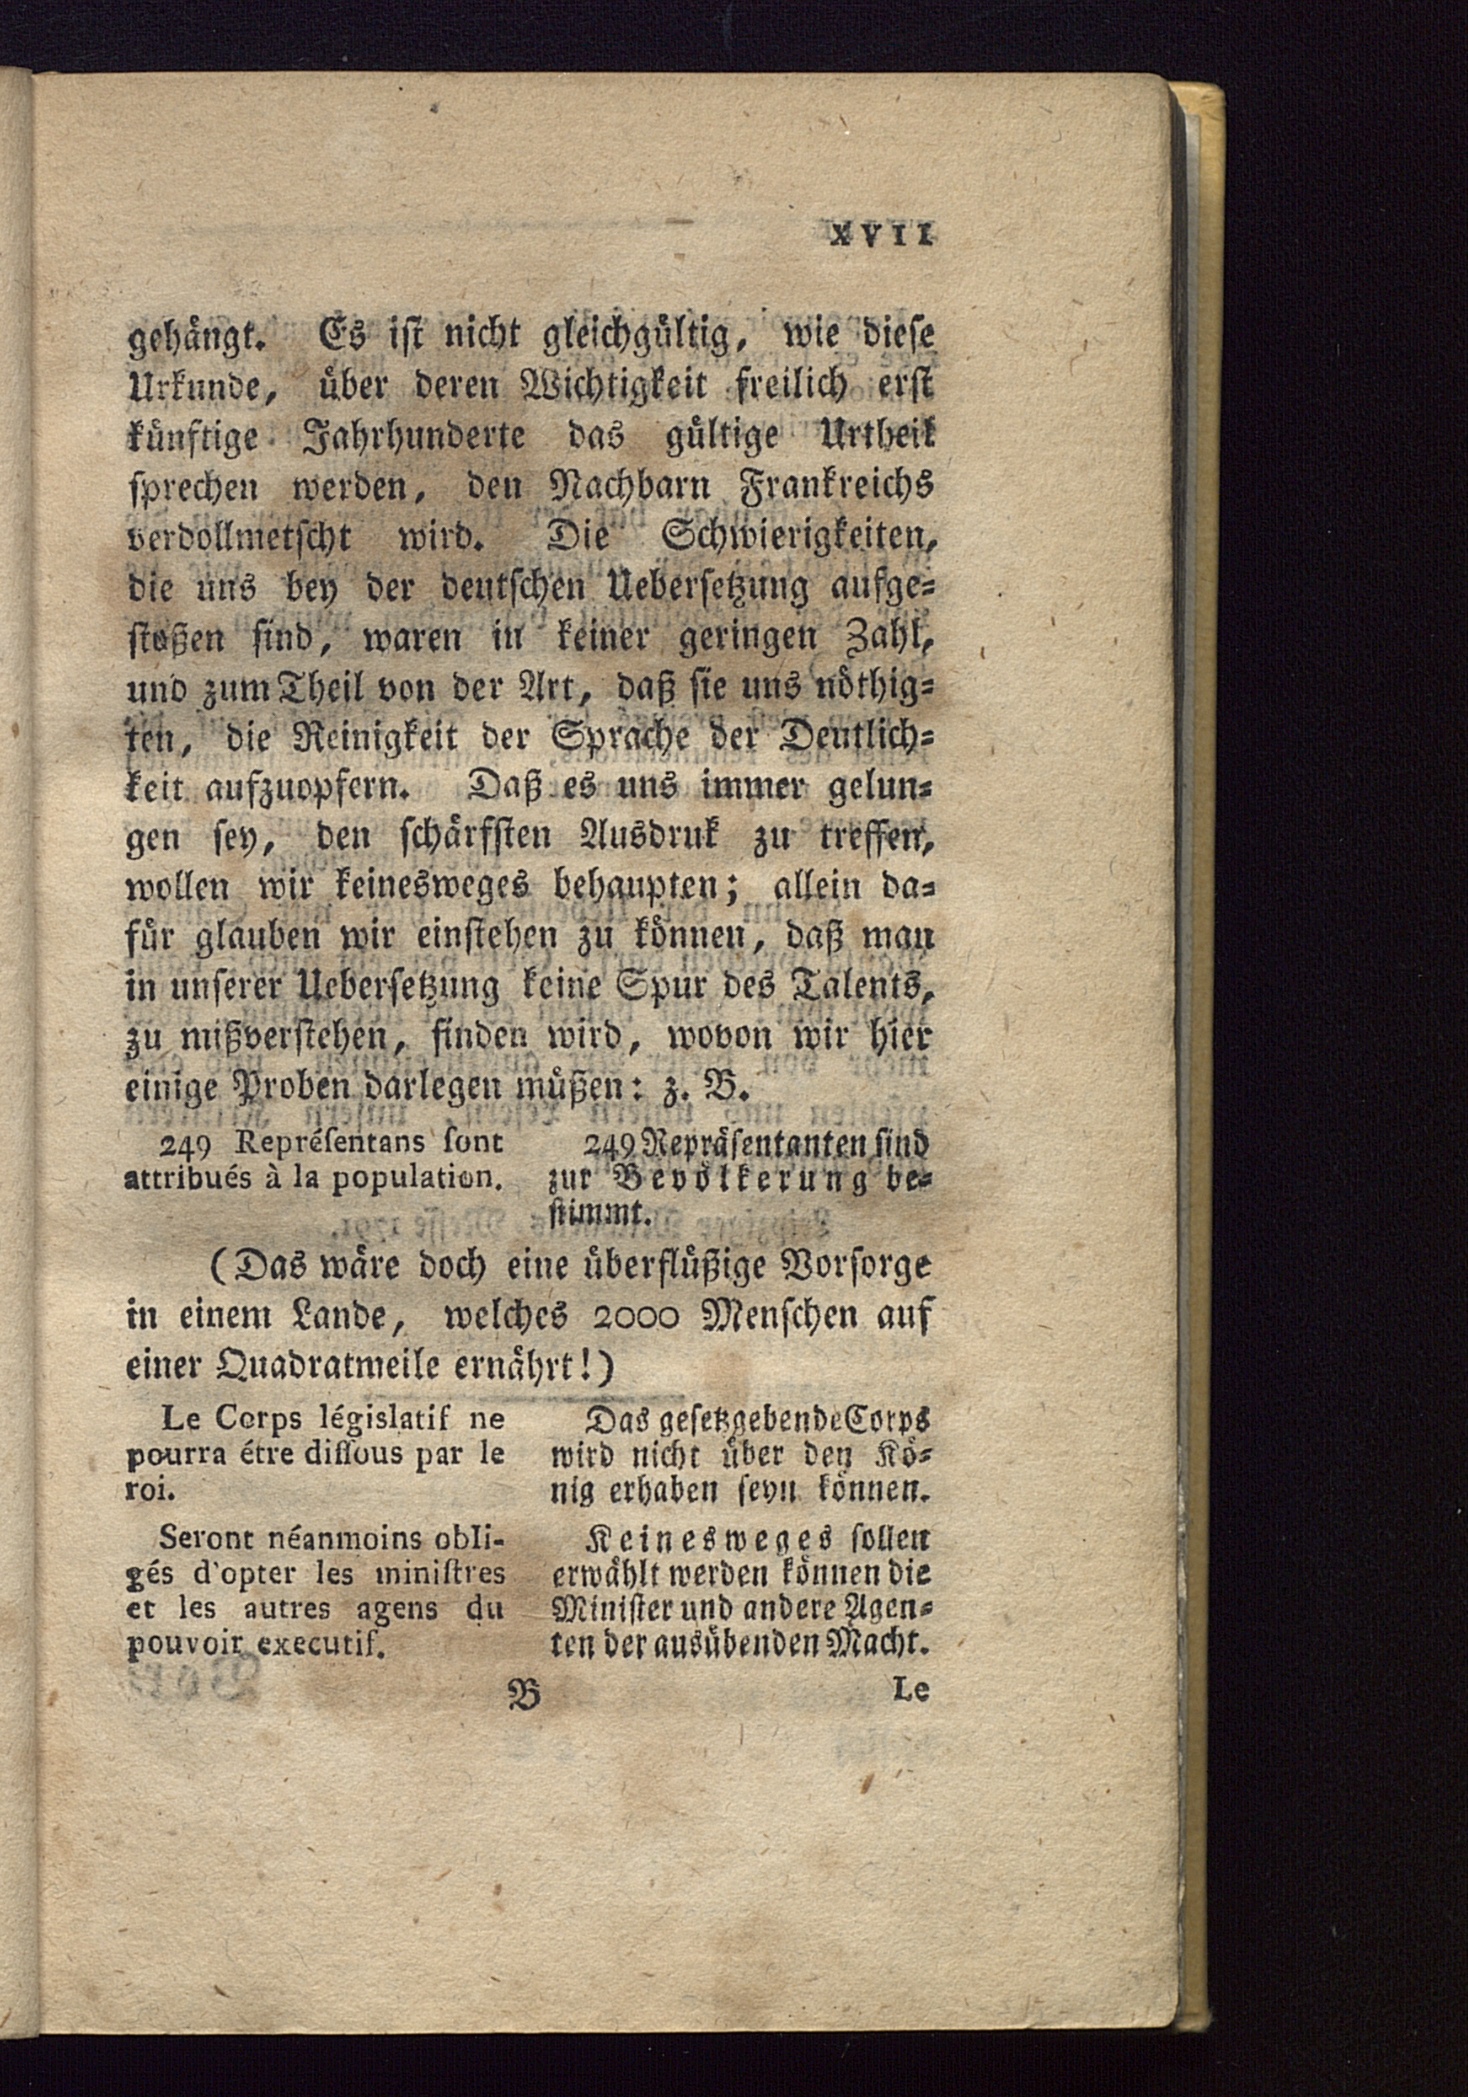 XVII
gehängt. Es ist nicht gleichgültig, wie diese
Urkunde, über deren Wichtigkeit freilich erst
künftige Jahrhunderte das gültige Urtheil
sprechen werden, den Nachbarn Frankreichs
verdollmetscht wird. Die Schwierigkeiten,
die uns bey der deutschen Uebersetzung aufge-
stoßen sind, waren in keiner geringen Zahl,
und zum Theil von der Art, daß sie uns nöthig-
ten, die Reinigkeit der Sprache der Deutlich-
keit aufzuopfern. Daß es uns immer gelun-
gen sey, den schärfsten Ausdruk zu treffen,
wollen wir keinesweges behaupten; allein da-
für glauben wir einstehen zu können, daß man
in unserer Uebersetzung keine Spur des Talents,
zu mißverstehen, finden wird, wovon wir hier
einige Proben darlegen müßen: z. B.
249 Repréſentans ſont
attribués à la population.
249 Repräsentanten sind
zur Bevölkerung be-
stimmt.
(Das wäre doch eine überflüßige Vorsorge
in einem Lande, welches 2000 Menschen auf
einer Quadratmeile ernährt!)
Le Corps législatif ne
pourra étre diſſous par le
roi.
Das gesetzgebende Corps
wird nicht über den Kö-
nig erhaben seyn können.
Seront néanmoins obli-
gés d'opter les miniſtres
et les autres agens du
pouvoir executif.
Keinesweges sollen
erwählt werden können die
Minister und andere Agen-
ten der ausübenden Macht.
B
Le